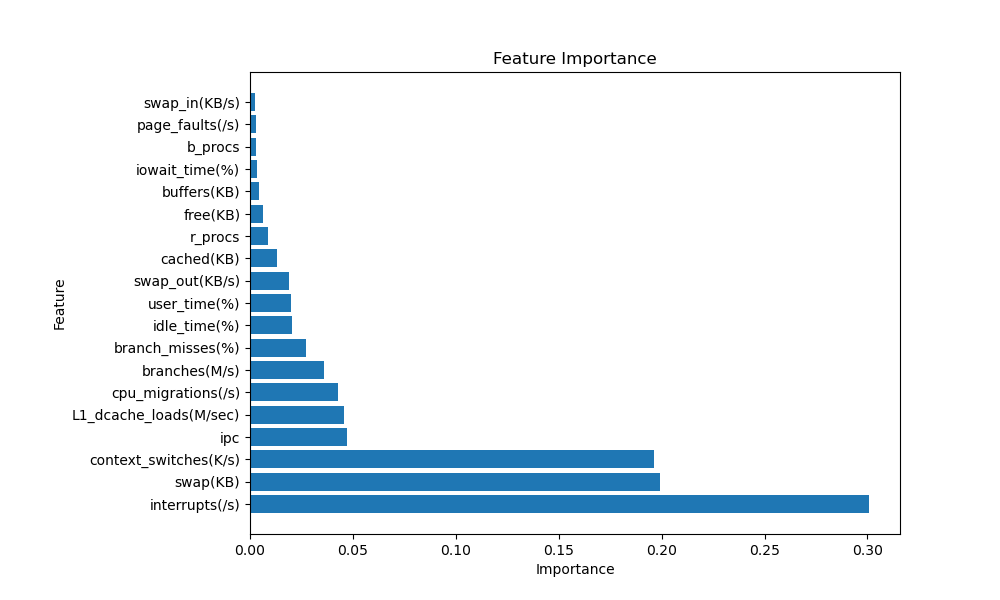 Feature Importance
swap_in(KB/s)
page_faults(/s)
b_procs
iowait_time(%)
buffers(KB)
free(KB)
r_procs
cached(KB)
swap_out(KB/s)
user_time(%)
idle_time(%)
branch_misses(%)
branches(M/s)
cpu_migrations(/s)
L1_dcache_loads(M/sec)
ipc
context_switches(K/s)
swap(KB)
interrupts(/s)
Feature
0.00 0.05 0.10 0.15 0.20 0.25 0.30
Importance